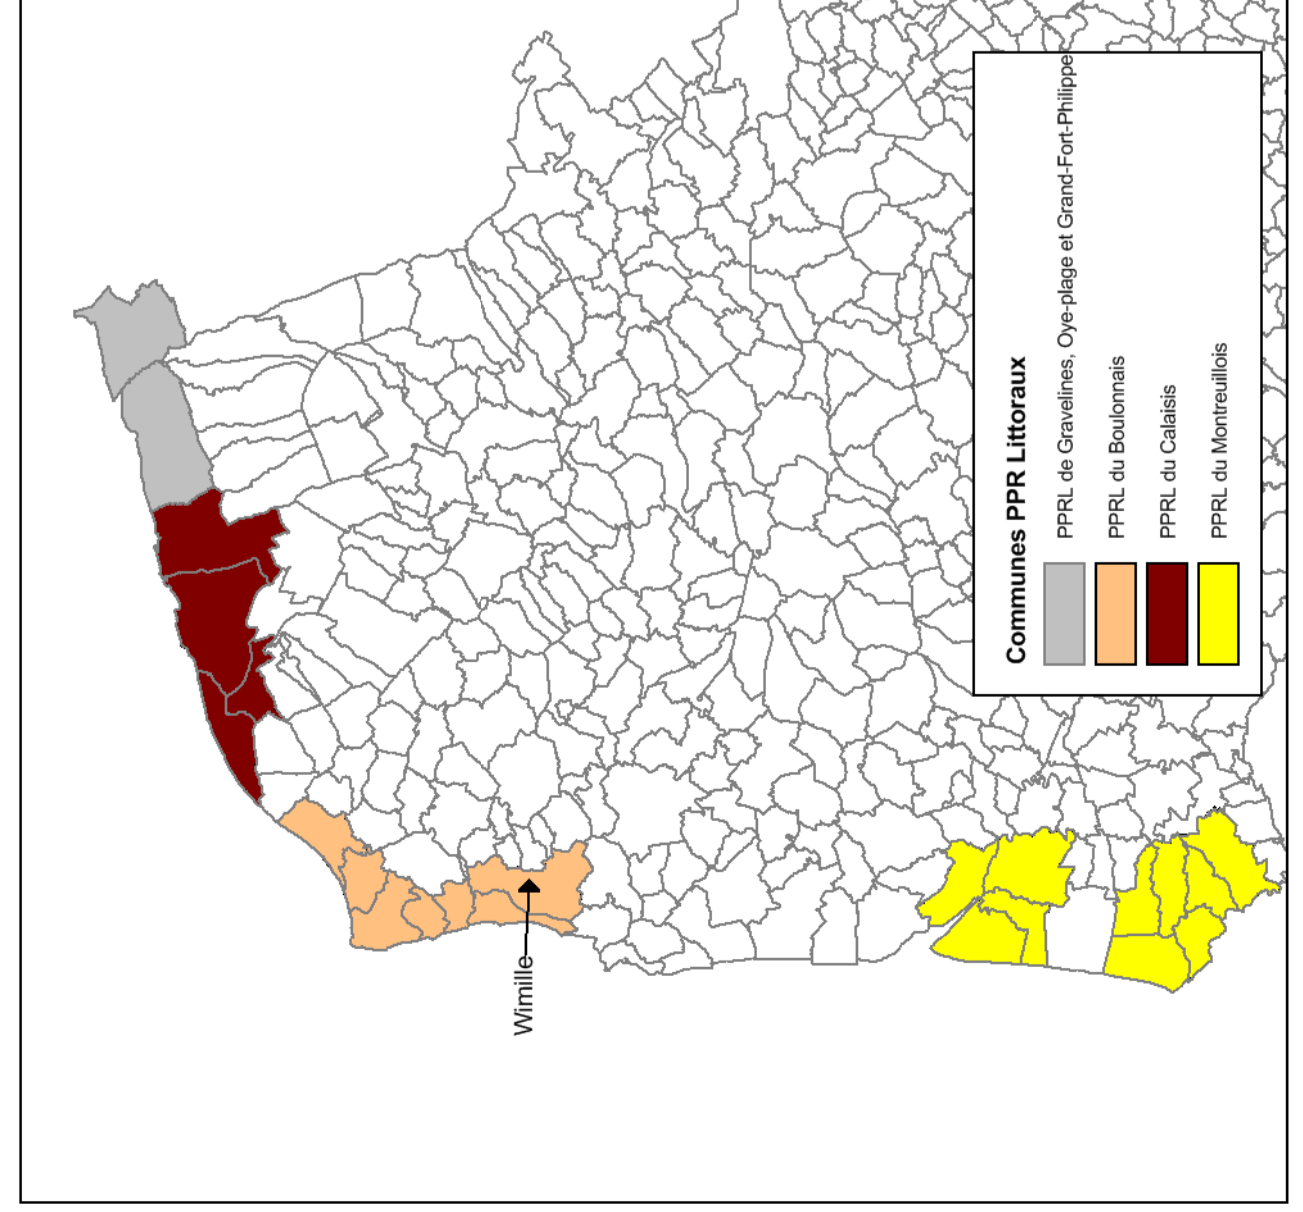 Wimille
Communes PPR Littoraux
PPRL de Gravelines, Oye-plage et Grand-Fort-Philippe
PPRL du Boulonnais
PPRL du Calaisis
PPRL du Montreuillois